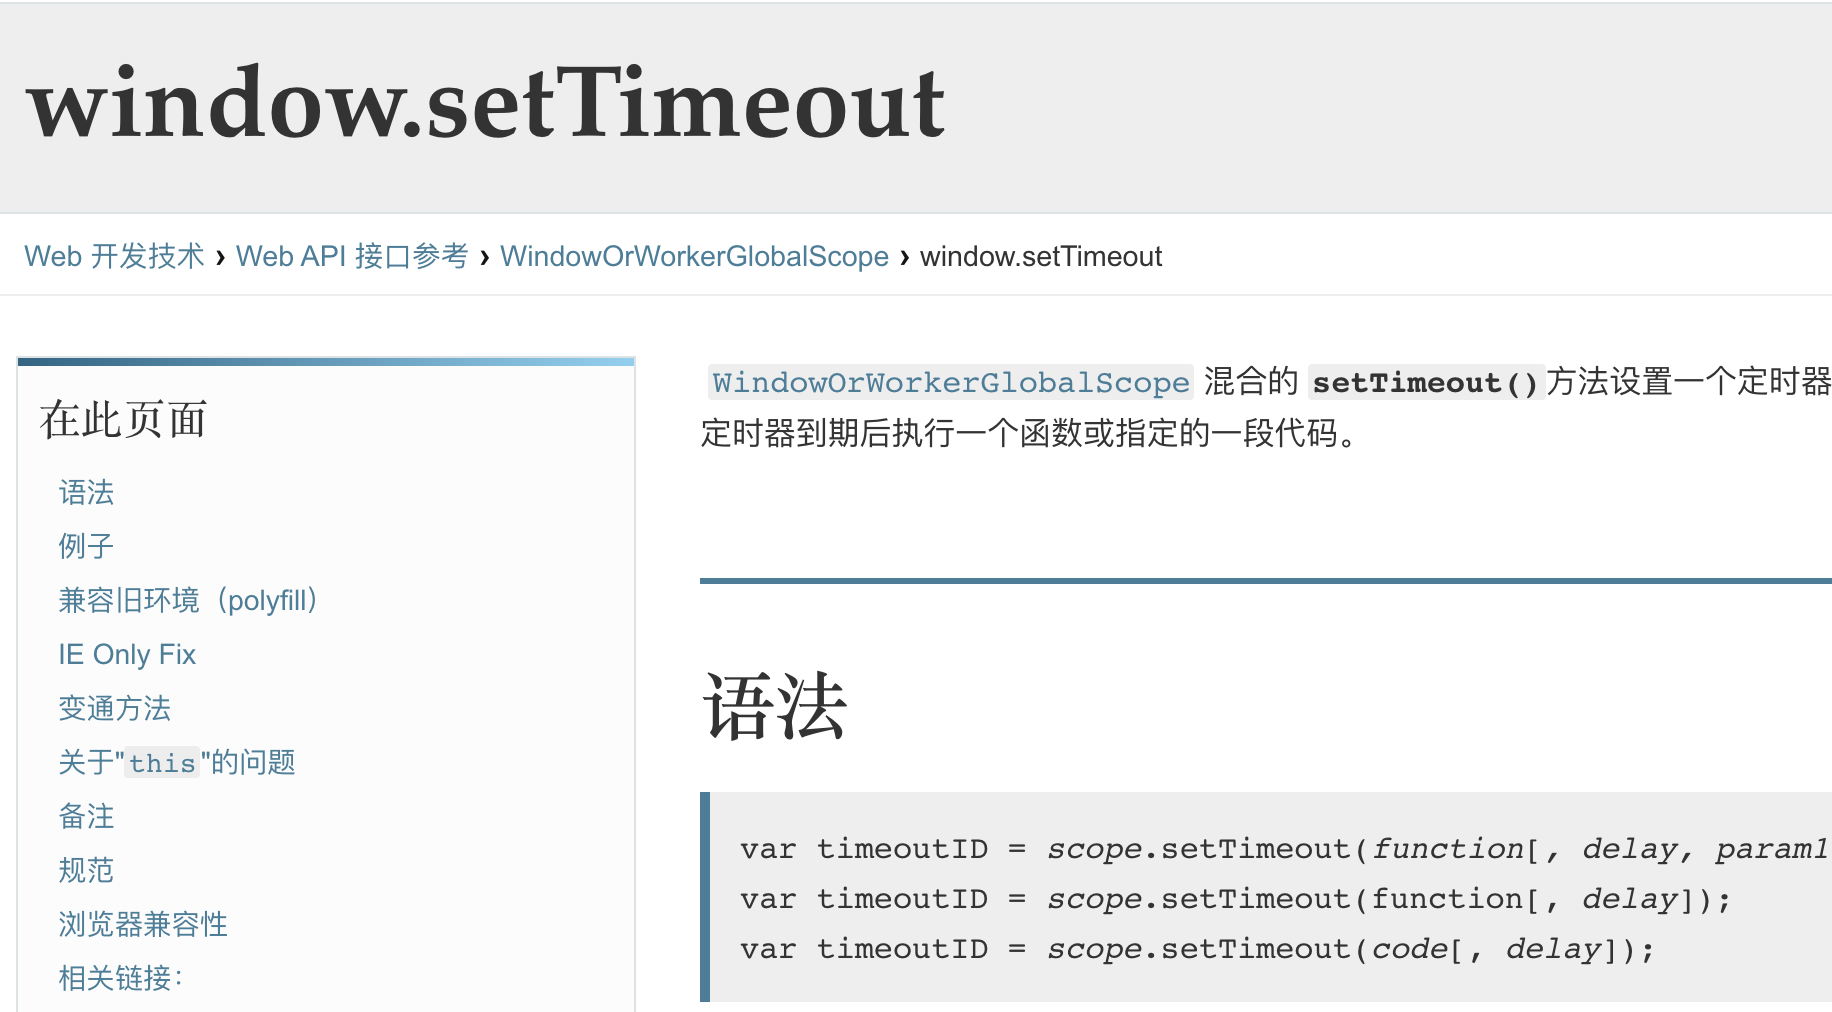 window.setTimeout
Web 开发技术 › Web API 接口参考 › WindowOrWorkerGlobalScope › window.setTimeout
在此页面
语法
例子
兼容旧环境（polyfill）
IE Only Fix
变通方法
关于"this"的问题
备注
规范
浏览器兼容性
相关链接：
WindowOrWorkerGlobalScope 混合的 setTimeout()方法设置一个定时器
定时器到期后执行一个函数或指定的一段代码。
语法
var timeoutID = scope.setTimeout(function[, delay, param1
var timeoutID = scope.setTimeout(function[, delay]);
var timeoutID = scope.setTimeout(code[, delay]);